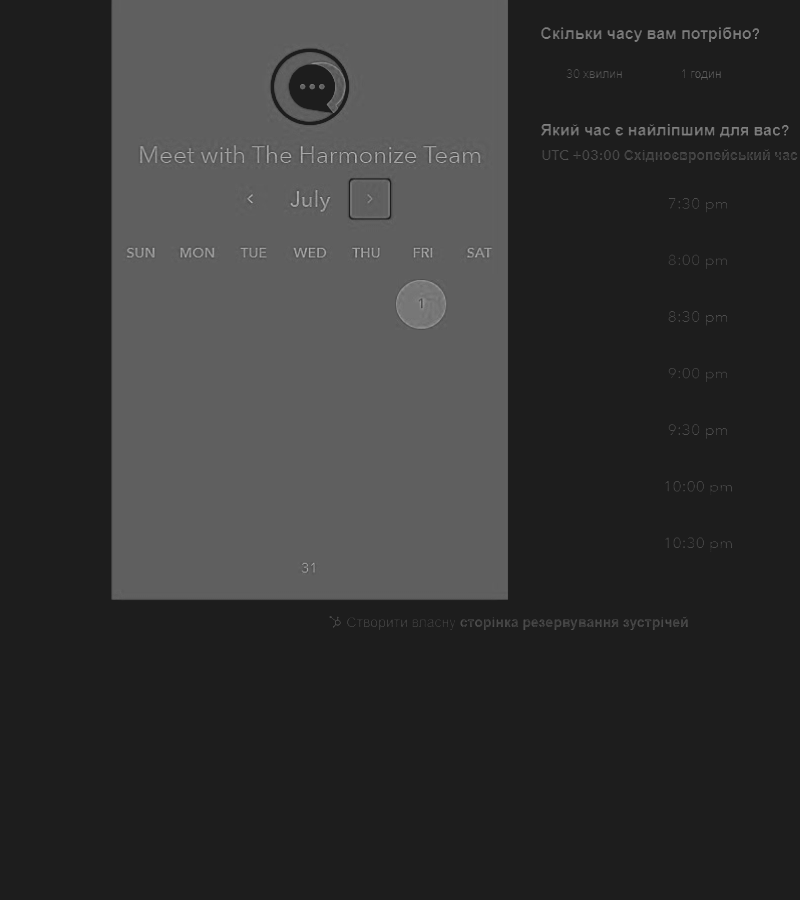 Meet with The Harmonize Team
July
SUN MON TUE WED THU FRI SAT
1
31
Скільки часу вам потрібно?
30 хвилин 1 годин
Який час є найліпшим для вас?
UTC +03:00 Східноєвропейський час
7:30 pm
8:00 pm
8:30 pm
9:00 pm
9:30 pm
10:00 pm
10:30 pm
Створити власну сторінка резервування зустрічей